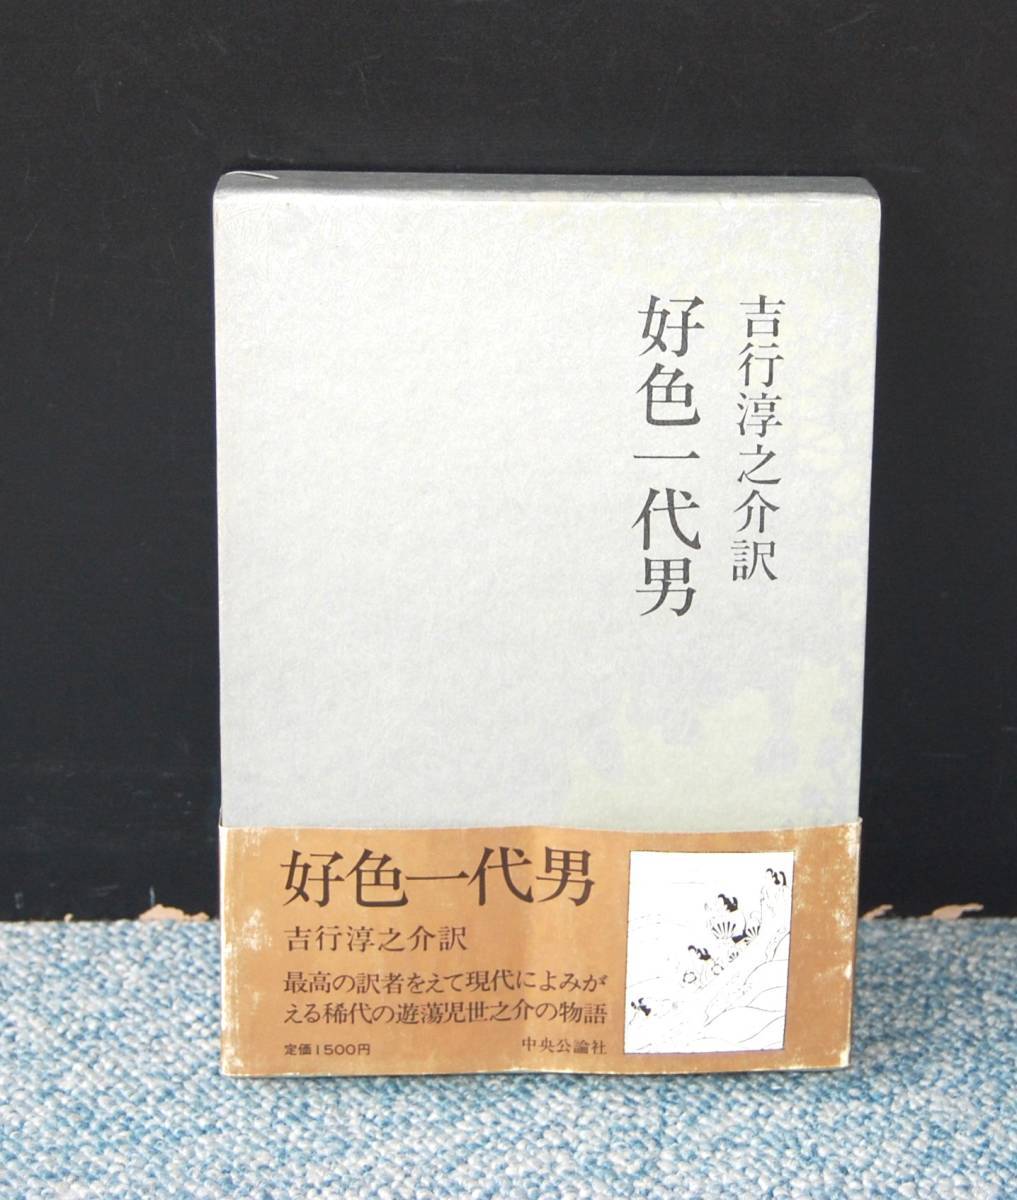 吉行淳之介訳
好色一代男
好色一代男
吉行淳之介訳
最高の訳者をえて現代によみが
える稀代の遊蕩児世之介の物語
定価1500円
中央公論社